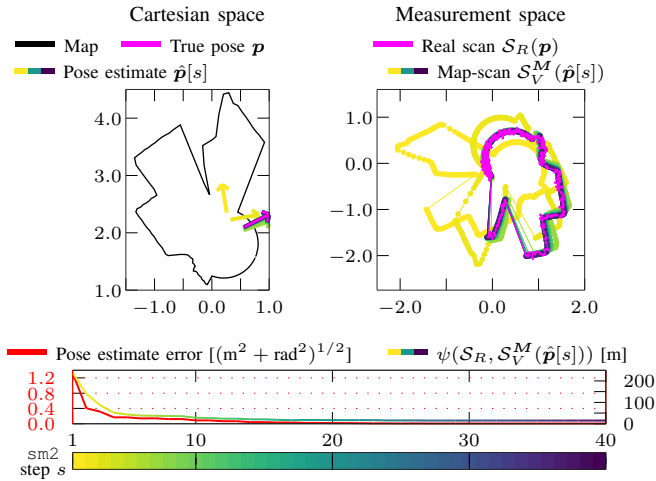 Cartesian space
Measurement space
Map
True pose p
Pose estimate p̂[s]
Real scan S_R(p)
Map-scan S_V^M(p̂[s])
4.0
3.0
2.0
1.0
−1.0 0.0 1.0
1.0
0.0
−1.0
−2.0
−2.0 0.0 2.0
Pose estimate error [(m² + rad²)^{1/2}]
ψ(S_R, S_V^M(p̂[s])) [m]
1.2
0.8
0.4
0.0
200
100
0
1 10 20 30 40
sm2
step s